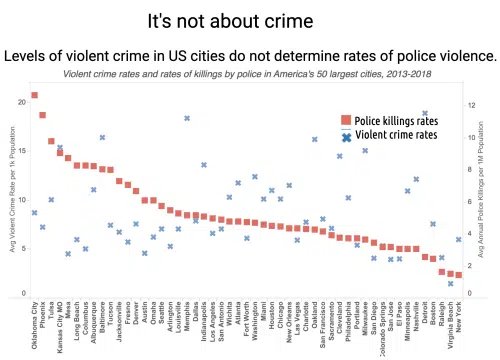 It's not about crime
Levels of violent crime in US cities do not determine rates of police violence.
Violent crime rates and rates of killings by police in America's 50 largest cities, 2013-2018
Avg Violent Crime Rate per 1k Population
20
15
10
5
0
Police killings rates
Violent crime rates
12
10
8
6
4
2
0
Avg Annual Police Killings per 1M Population
Oklahoma City
Phoenix
Tulsa
Kansas City MO
Mesa
Long Beach
Columbus
Albuquerque
Baltimore
Tucson
Jacksonville
Fresno
Denver
Austin
Omaha
Seattle
Arlington
Louisville
Memphis
Dallas
Indianapolis
Los Angeles
San Antonio
Wichita
Atlanta
Fort Worth
Washington
Miami
Houston
Chicago
New Orleans
Las Vegas
Charlotte
Oakland
San Francisco
Sacramento
Cleveland
Philadelphia
Portland
Milwaukee
San Diego
Colorado Springs
San Jose
El Paso
Minneapolis
Nashville
Detroit
Boston
Raleigh
Virginia Beach
New York